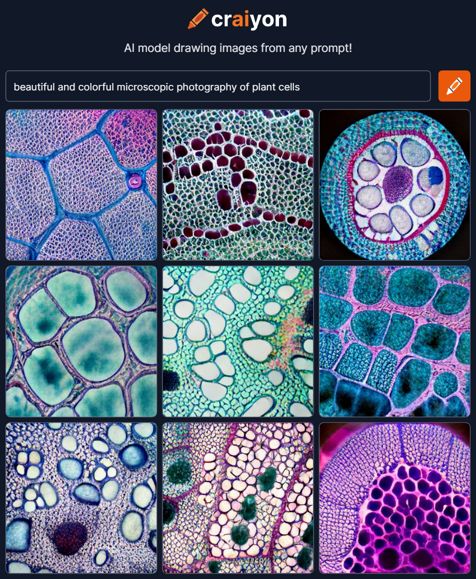 craiyon
AI model drawing images from any prompt!
beautiful and colorful microscopic photography of plant cells